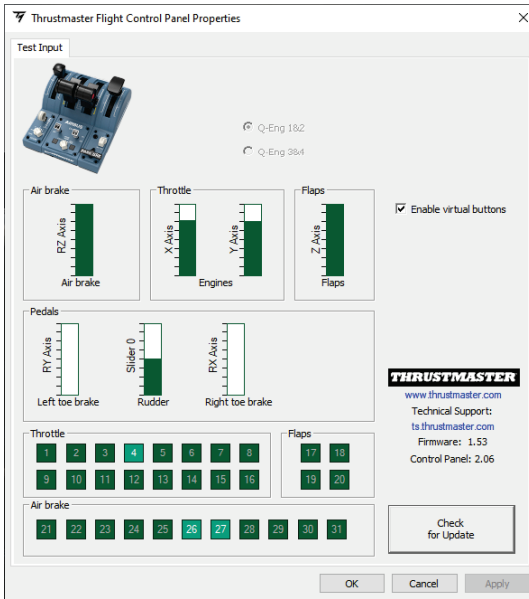 Thrustmaster Flight Control Panel Properties
Test Input
AIRBUS
Q-Eng 1&2
Q-Eng 3&4
Air brake
Throttle
Flaps
Enable virtual buttons
RZ Axis
X Axis
Y Axis
Z Axis
Air brake
Engines
Flaps
Pedals
RY Axis
Slider 0
RX Axis
Left toe brake
Rudder
Right toe brake
THRUSTMASTER
www.thrustmaster.com
Technical Support:
ts.thrustmaster.com
Firmware: 1.53
Control Panel: 2.06
Throttle
1 2 3 4 5 6 7 8
9 10 11 12 13 14 15 16
Flaps
17 18
19 20
Air brake
21 22 23 24 25 26 27 28 29 30 31
Check
for Update
OK
Cancel
Apply